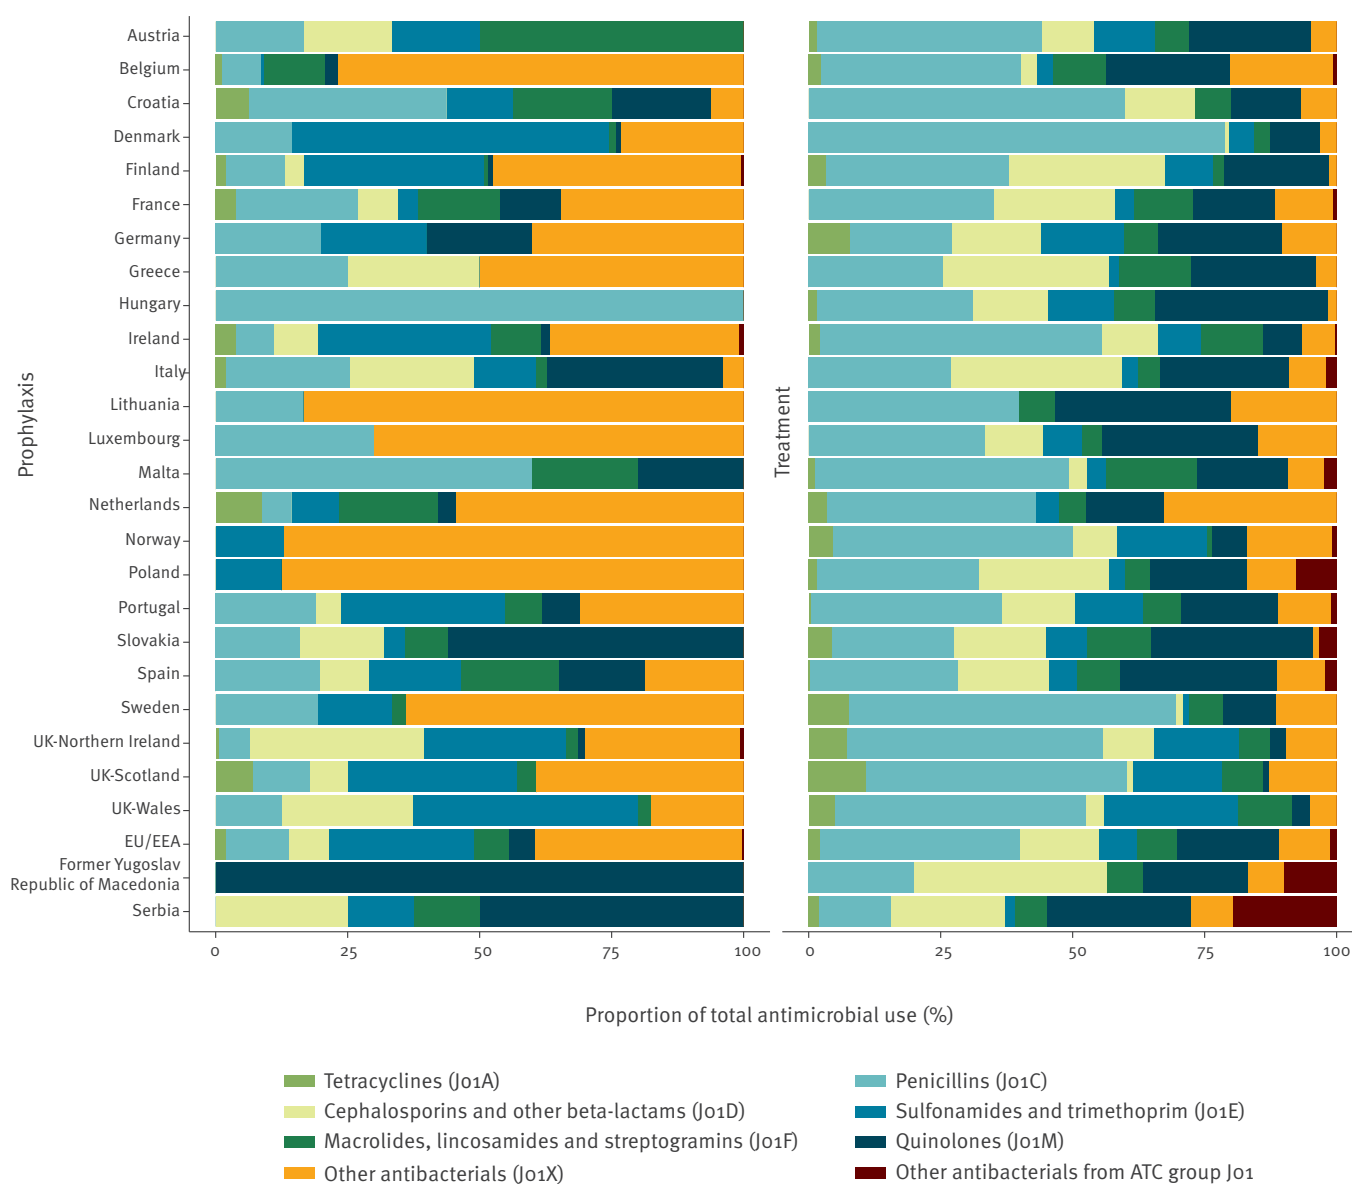 Prophylaxis
Austria
Belgium
Croatia
Denmark
Finland
France
Germany
Greece
Hungary
Ireland
Italy
Lithuania
Luxembourg
Malta
Netherlands
Norway
Poland
Portugal
Slovakia
Spain
Sweden
UK-Northern Ireland
UK-Scotland
UK-Wales
EU/EEA
Former Yugoslav
Republic of Macedonia
Serbia
0 25 50 75 100
Treatment
0 25 50 75 100
Proportion of total antimicrobial use (%)
Tetracyclines (J01A)
Cephalosporins and other beta-lactams (J01D)
Macrolides, lincosamides and streptogramins (J01F)
Other antibacterials (J01X)
Penicillins (J01C)
Sulfonamides and trimethoprim (J01E)
Quinolones (J01M)
Other antibacterials from ATC group J01